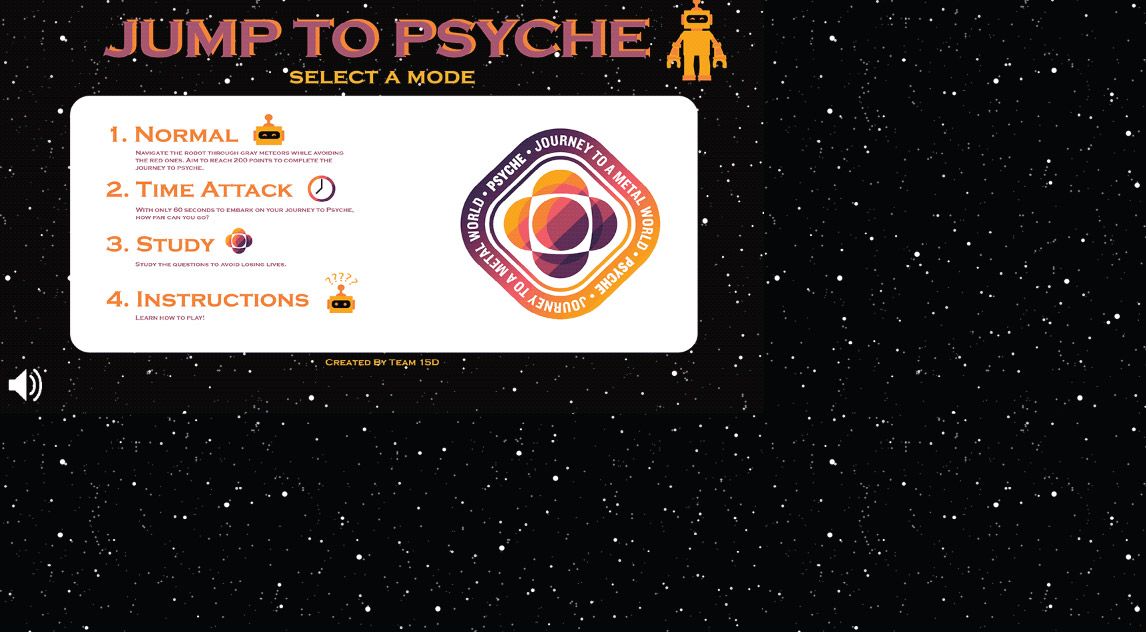 JUMP TO PSYCHE
SELECT A MODE
1. NORMAL
NAVIGATE THE ROBOT THROUGH GRAY METEORS WHILE AVOIDING
THE RED ONES. AIM TO REACH 200 POINTS TO COMPLETE THE
JOURNEY TO PSYCHE.
2. TIME ATTACK
WITH ONLY 60 SECONDS TO EMBARK ON YOUR JOURNEY TO PSYCHE,
HOW FAR CAN YOU GO?
3. STUDY
STUDY THE QUESTIONS TO AVOID LOSING LIVES.
?????
4. INSTRUCTIONS
LEARN HOW TO PLAY!
PSYCHE • JOURNEY TO A METAL WORLD • PSYCHE • JOURNEY TO A METAL WORLD •
CREATED BY TEAM 15D